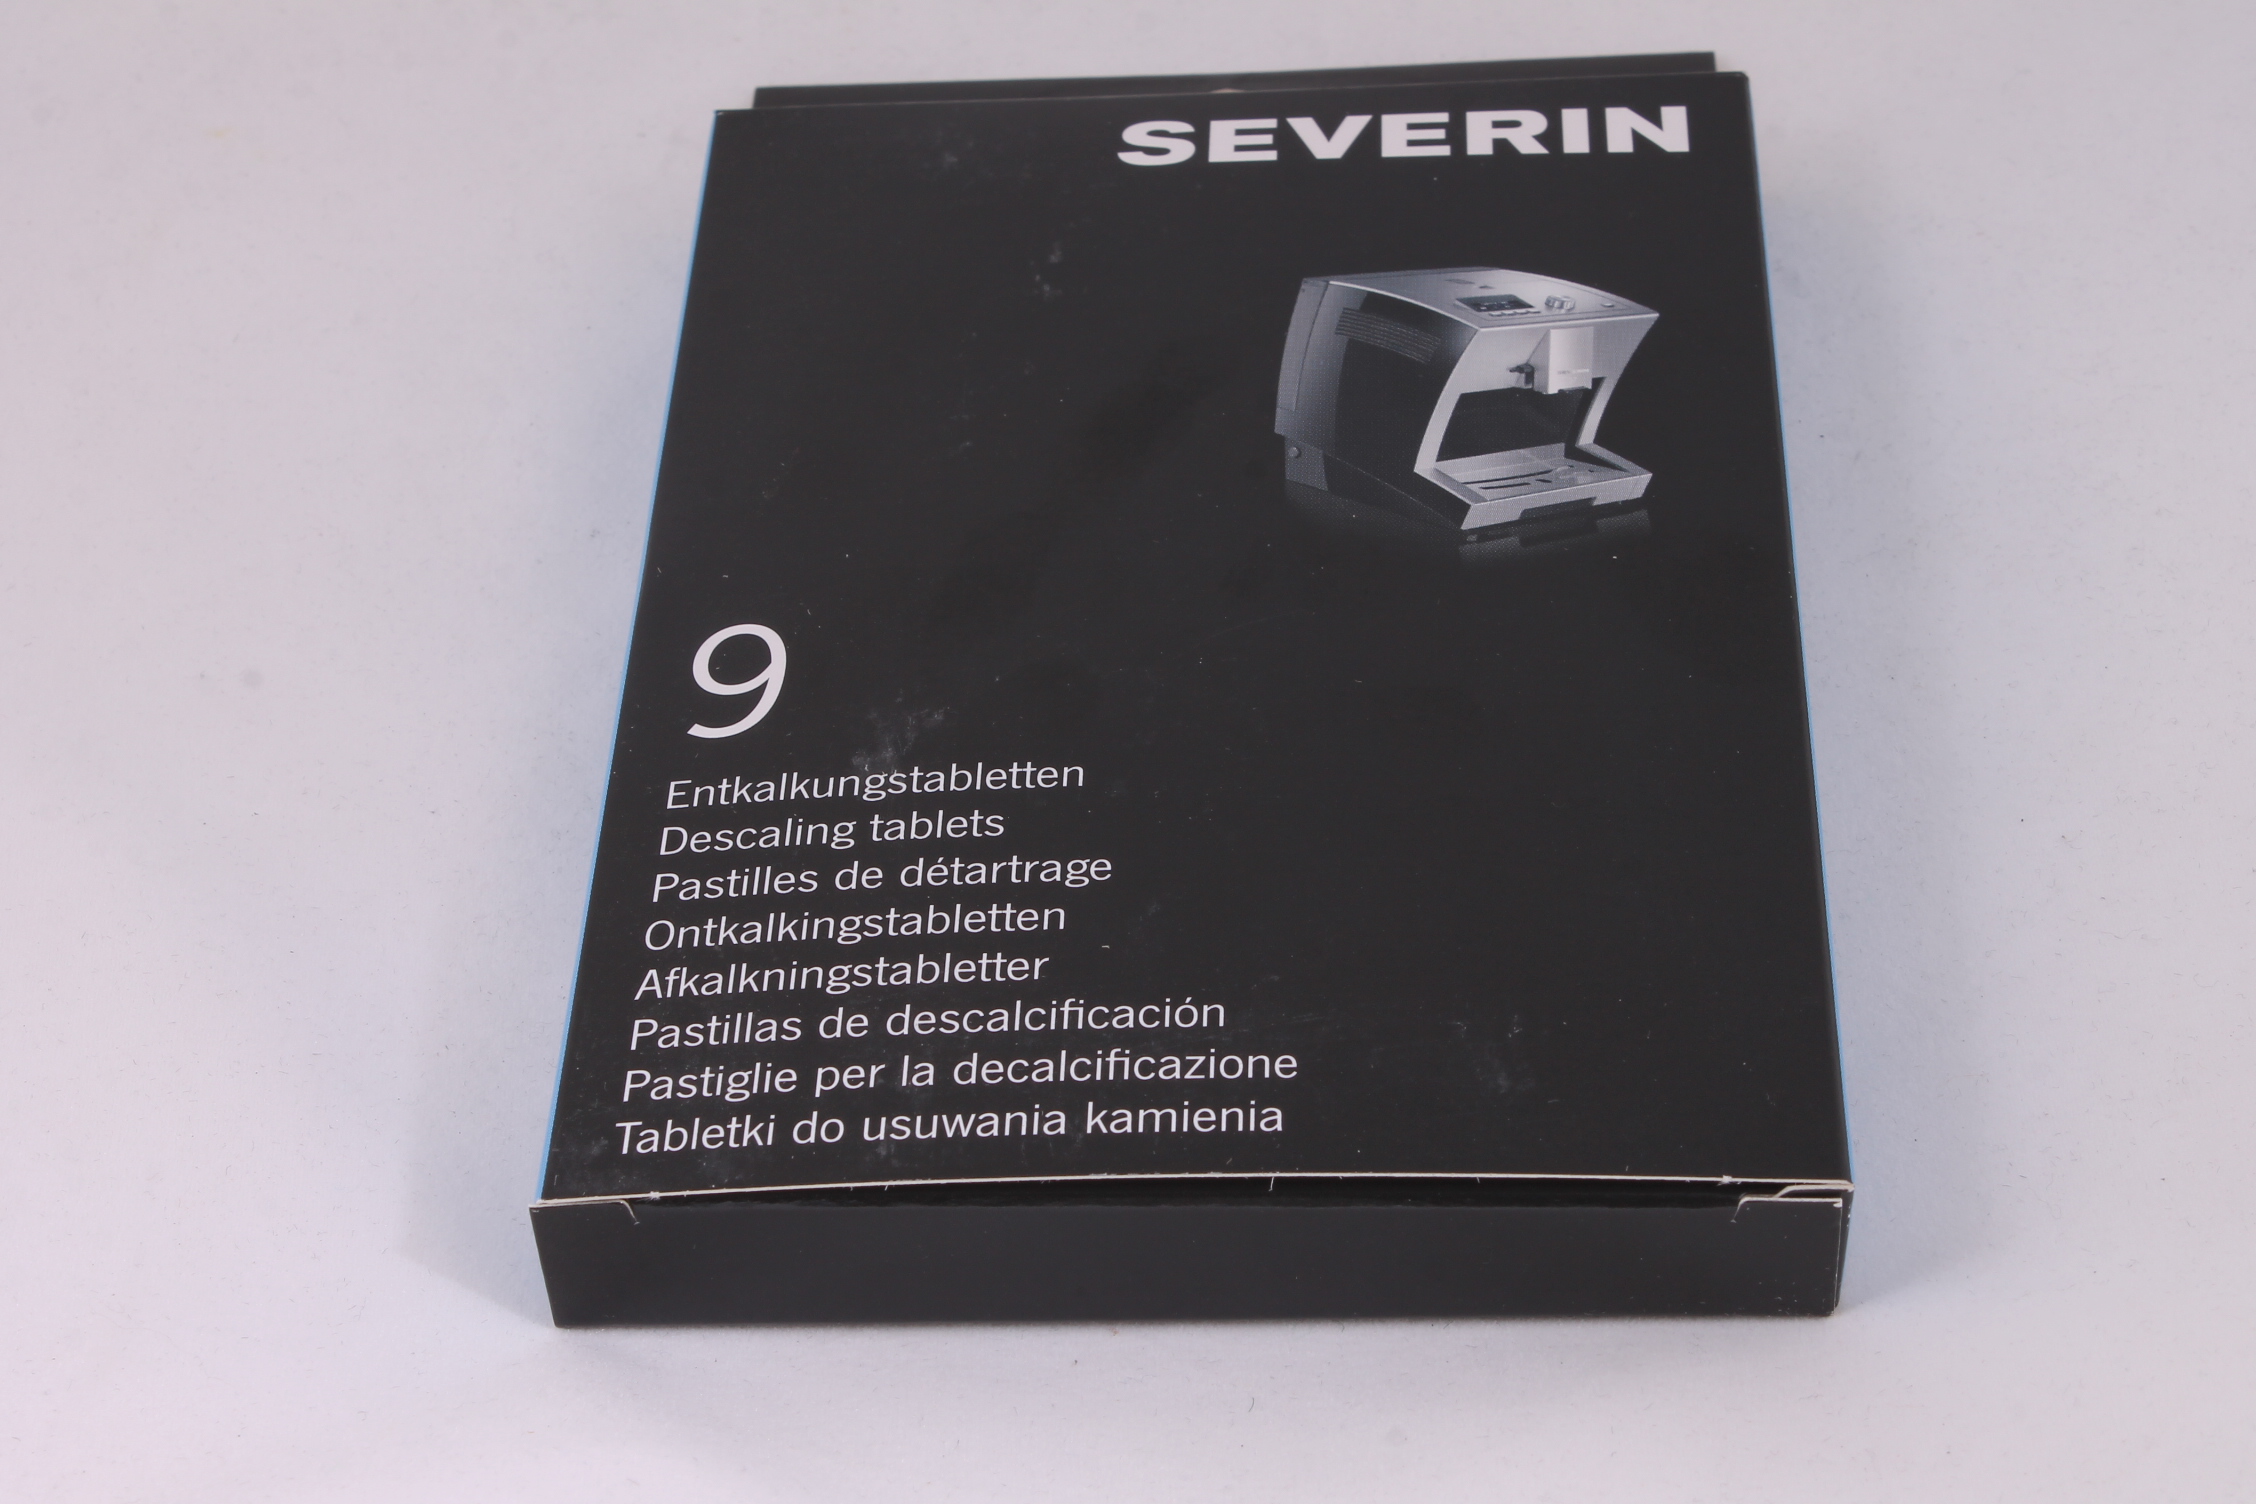 SEVERIN
9
Entkalkungstabletten
Descaling tablets
Pastilles de détartrage
Ontkalkingstabletten
Afkalkningstabletter
Pastillas de descalcificación
Pastiglie per la decalcificazione
Tabletki do usuwania kamienia